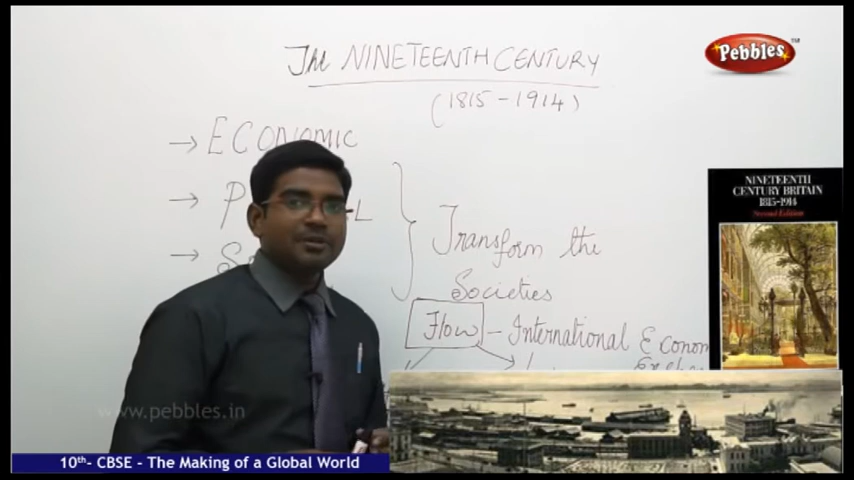 The NINETEENTH CENTURY
(1815-1914)
Pebbles™
→ ECONOMIC
→
→
Transform the
Societies
Flow - International Econom
NINETEENTH
CENTURY BRITAIN
1815-1914
Second Edition
www.pebbles.in
10th- CBSE - The Making of a Global World